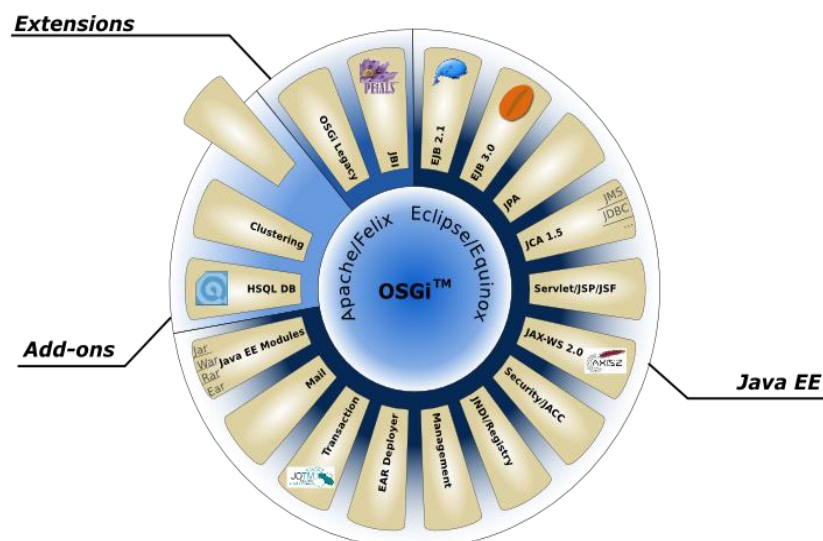 Extensions
OSGi Legacy
PEtALS
JBI
EJB 2.1
EJB 3.0
JPA
JMS
JDBC
...
JCA 1.5
Servlet/JSP/JSF
JAX-WS 2.0
AXIS2
Security/JACC
JNDI/Registry
Management
EAR Deployer
Transaction
JOTM
Mail
Java EE Modules
Jar
War
Rar
Ear
HSQL DB
Clustering
Apache/Felix
Eclipse/Equinox
OSGi™
Add-ons
Java EE